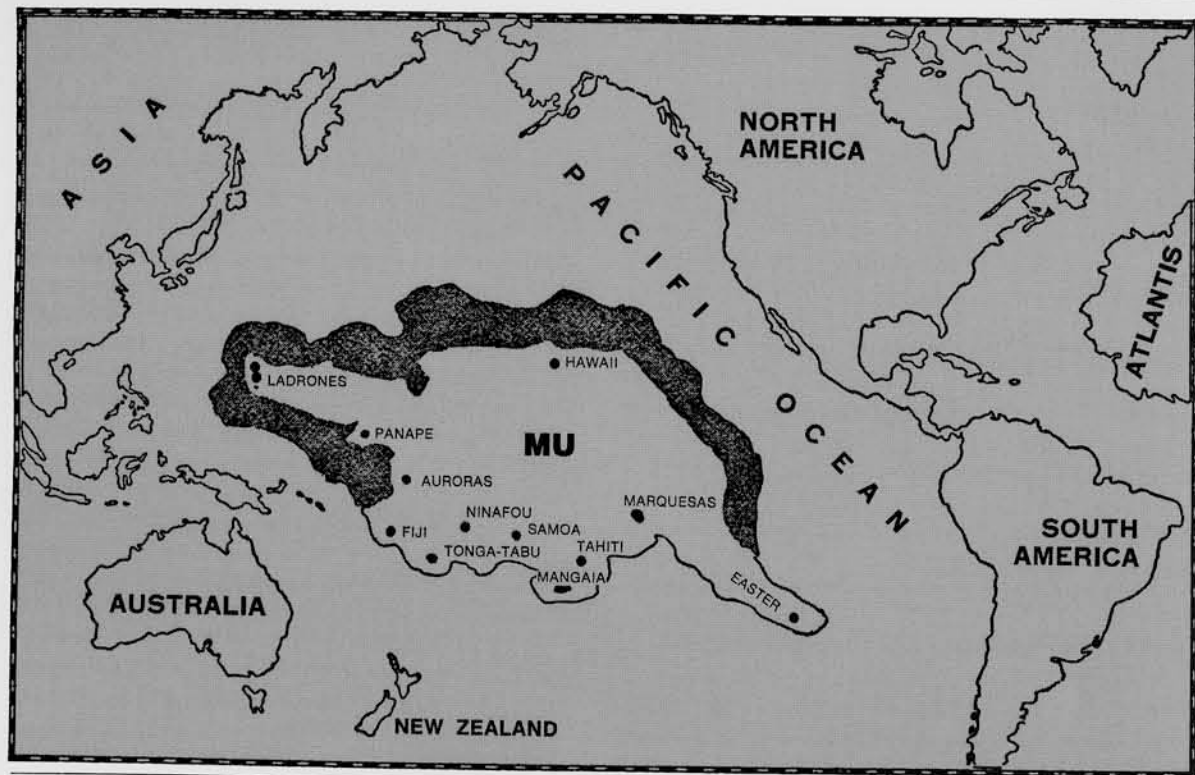 ASIA
NORTH
AMERICA
PACIFIC OCEAN
ATLANTIS
LADRONES
HAWAII
PANAPE
MU
AURORAS
NINAFOU
MARQUESAS
FIJI
SAMOA
TONGA-TABU
TAHITI
MANGAIA
EASTER
SOUTH
AMERICA
AUSTRALIA
NEW ZEALAND